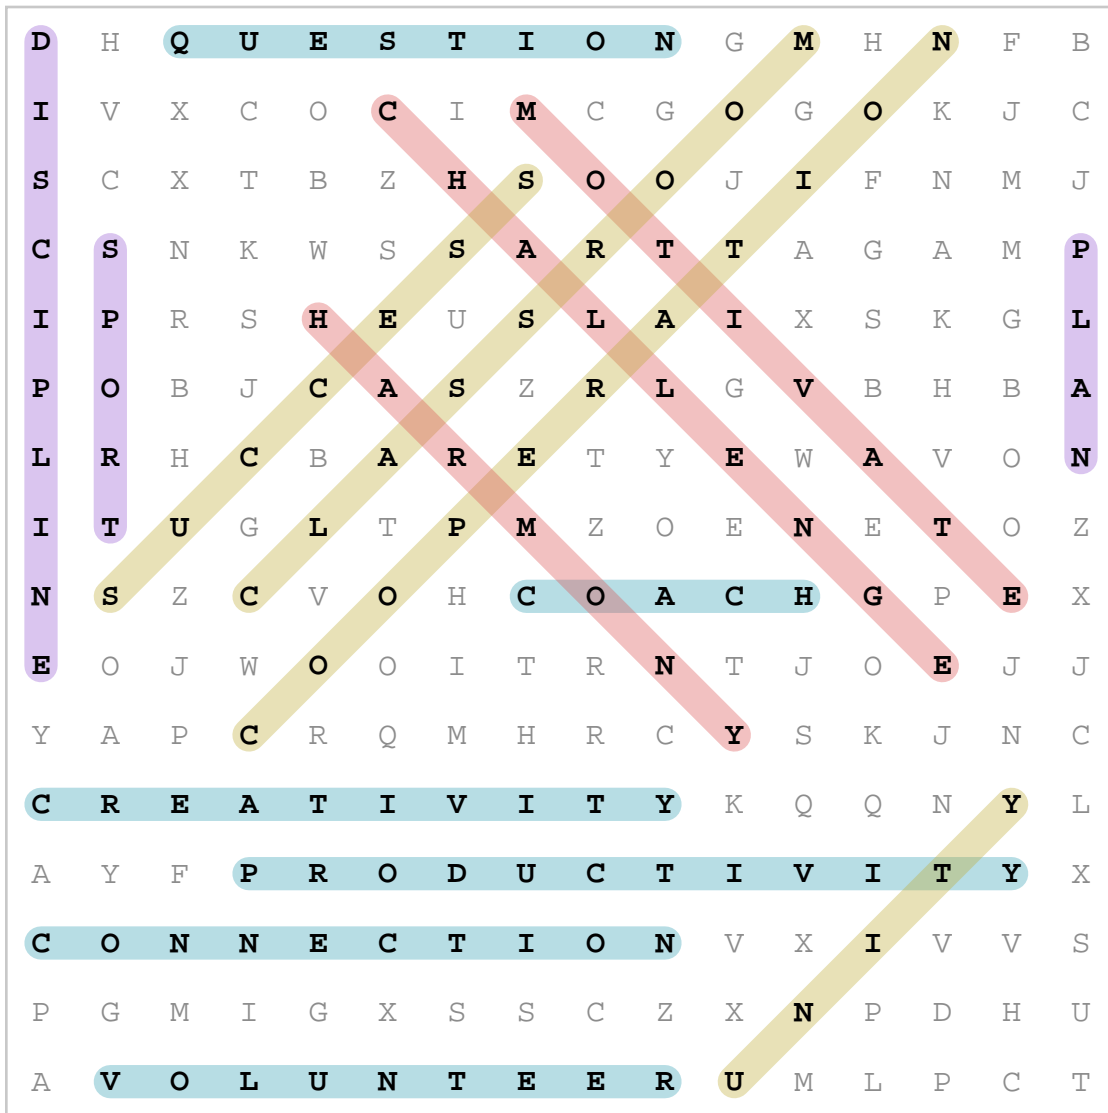 D H Q U E S T I O N G M H N F B
I V X C O C I M C G O G O K J C
S C X T B Z H S O O J I F N M J
C S N K W S S A R T T A G A M P
I P R S H E U S L A I X S K G L
P O B J C A S Z R L G V B H B A
L R H C B A R E T Y E W A V O N
I T U G L T P M Z O E N E T O Z
N S Z C V O H C O A C H G P E X
E O J W O O I T R N T J O E J J
Y A P C R Q M H R C Y S K J N C
C R E A T I V I T Y K Q Q N Y L
A Y F P R O D U C T I V I T Y X
C O N N E C T I O N V X I V V S
P G M I G X S S C Z X N P D H U
A V O L U N T E E R U M L P C T